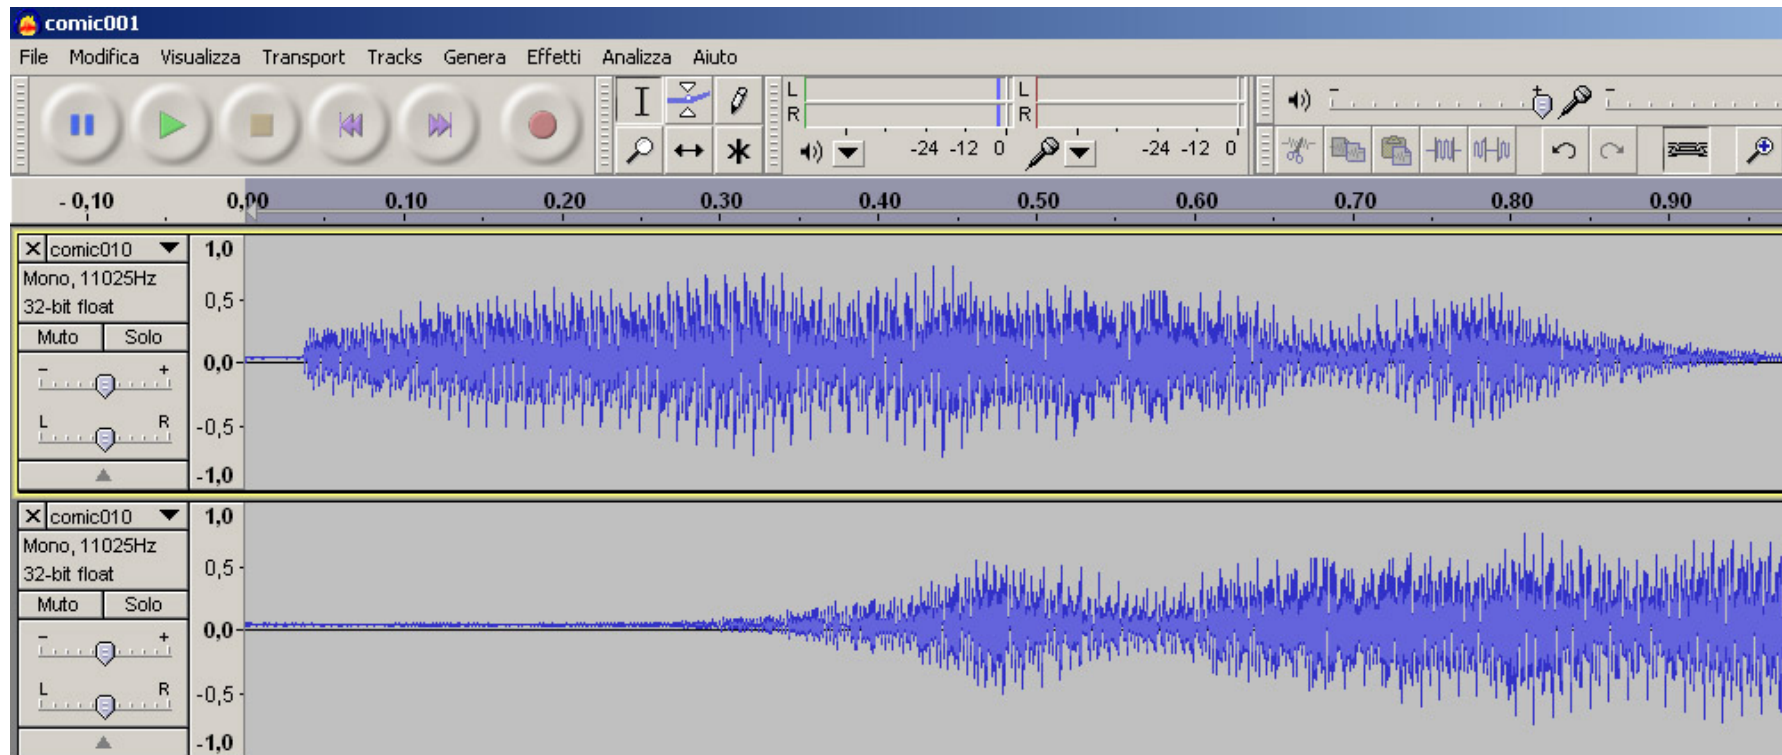 comic001
File Modifica Visualizza Transport Tracks Genera Effetti Analizza Aiuto
L
R
-24 -12 0
L
R
-24 -12 0
- +
-
- 0,10 0,00 0.10 0.20 0.30 0.40 0.50 0.60 0.70 0.80 0.90
comic010
Mono, 11025Hz
32-bit float
Muto Solo
- +
L R
1,0
0,5
0,0
-0,5
-1,0
comic010
Mono, 11025Hz
32-bit float
Muto Solo
- +
L R
1,0
0,5
0,0
-0,5
-1,0